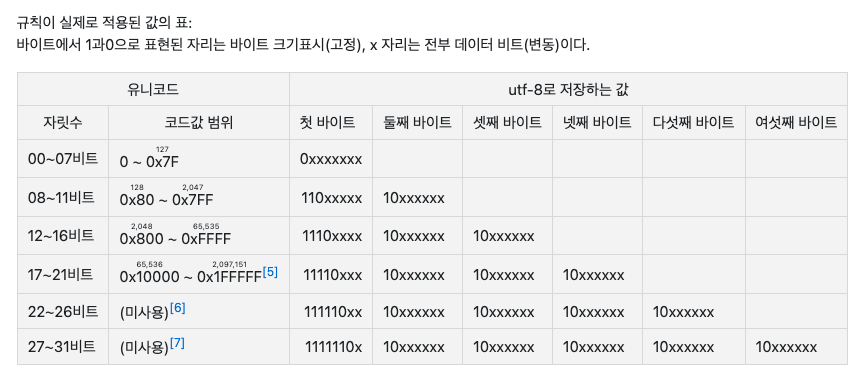 규칙이 실제로 적용된 값의 표:
바이트에서 1과0으로 표현된 자리는 바이트 크기표시(고정), x 자리는 전부 데이터 비트(변동)이다.
유니코드 utf-8로 저장하는 값
자릿수 코드값 범위 첫 바이트 둘째 바이트 셋째 바이트 넷째 바이트 다섯째 바이트 여섯째 바이트
127
00~07비트 0 ~ 0x7F 0xxxxxxx
128 2,047
08~11비트 0x80 ~ 0x7FF 110xxxxx 10xxxxxx
2,048 65,535
12~16비트 0x800 ~ 0xFFFF 1110xxxx 10xxxxxx 10xxxxxx
65,536 2,097,151
17~21비트 0x10000 ~ 0x1FFFFF[5] 11110xxx 10xxxxxx 10xxxxxx 10xxxxxx
22~26비트 (미사용)[6] 111110xx 10xxxxxx 10xxxxxx 10xxxxxx 10xxxxxx
27~31비트 (미사용)[7] 1111110x 10xxxxxx 10xxxxxx 10xxxxxx 10xxxxxx 10xxxxxx